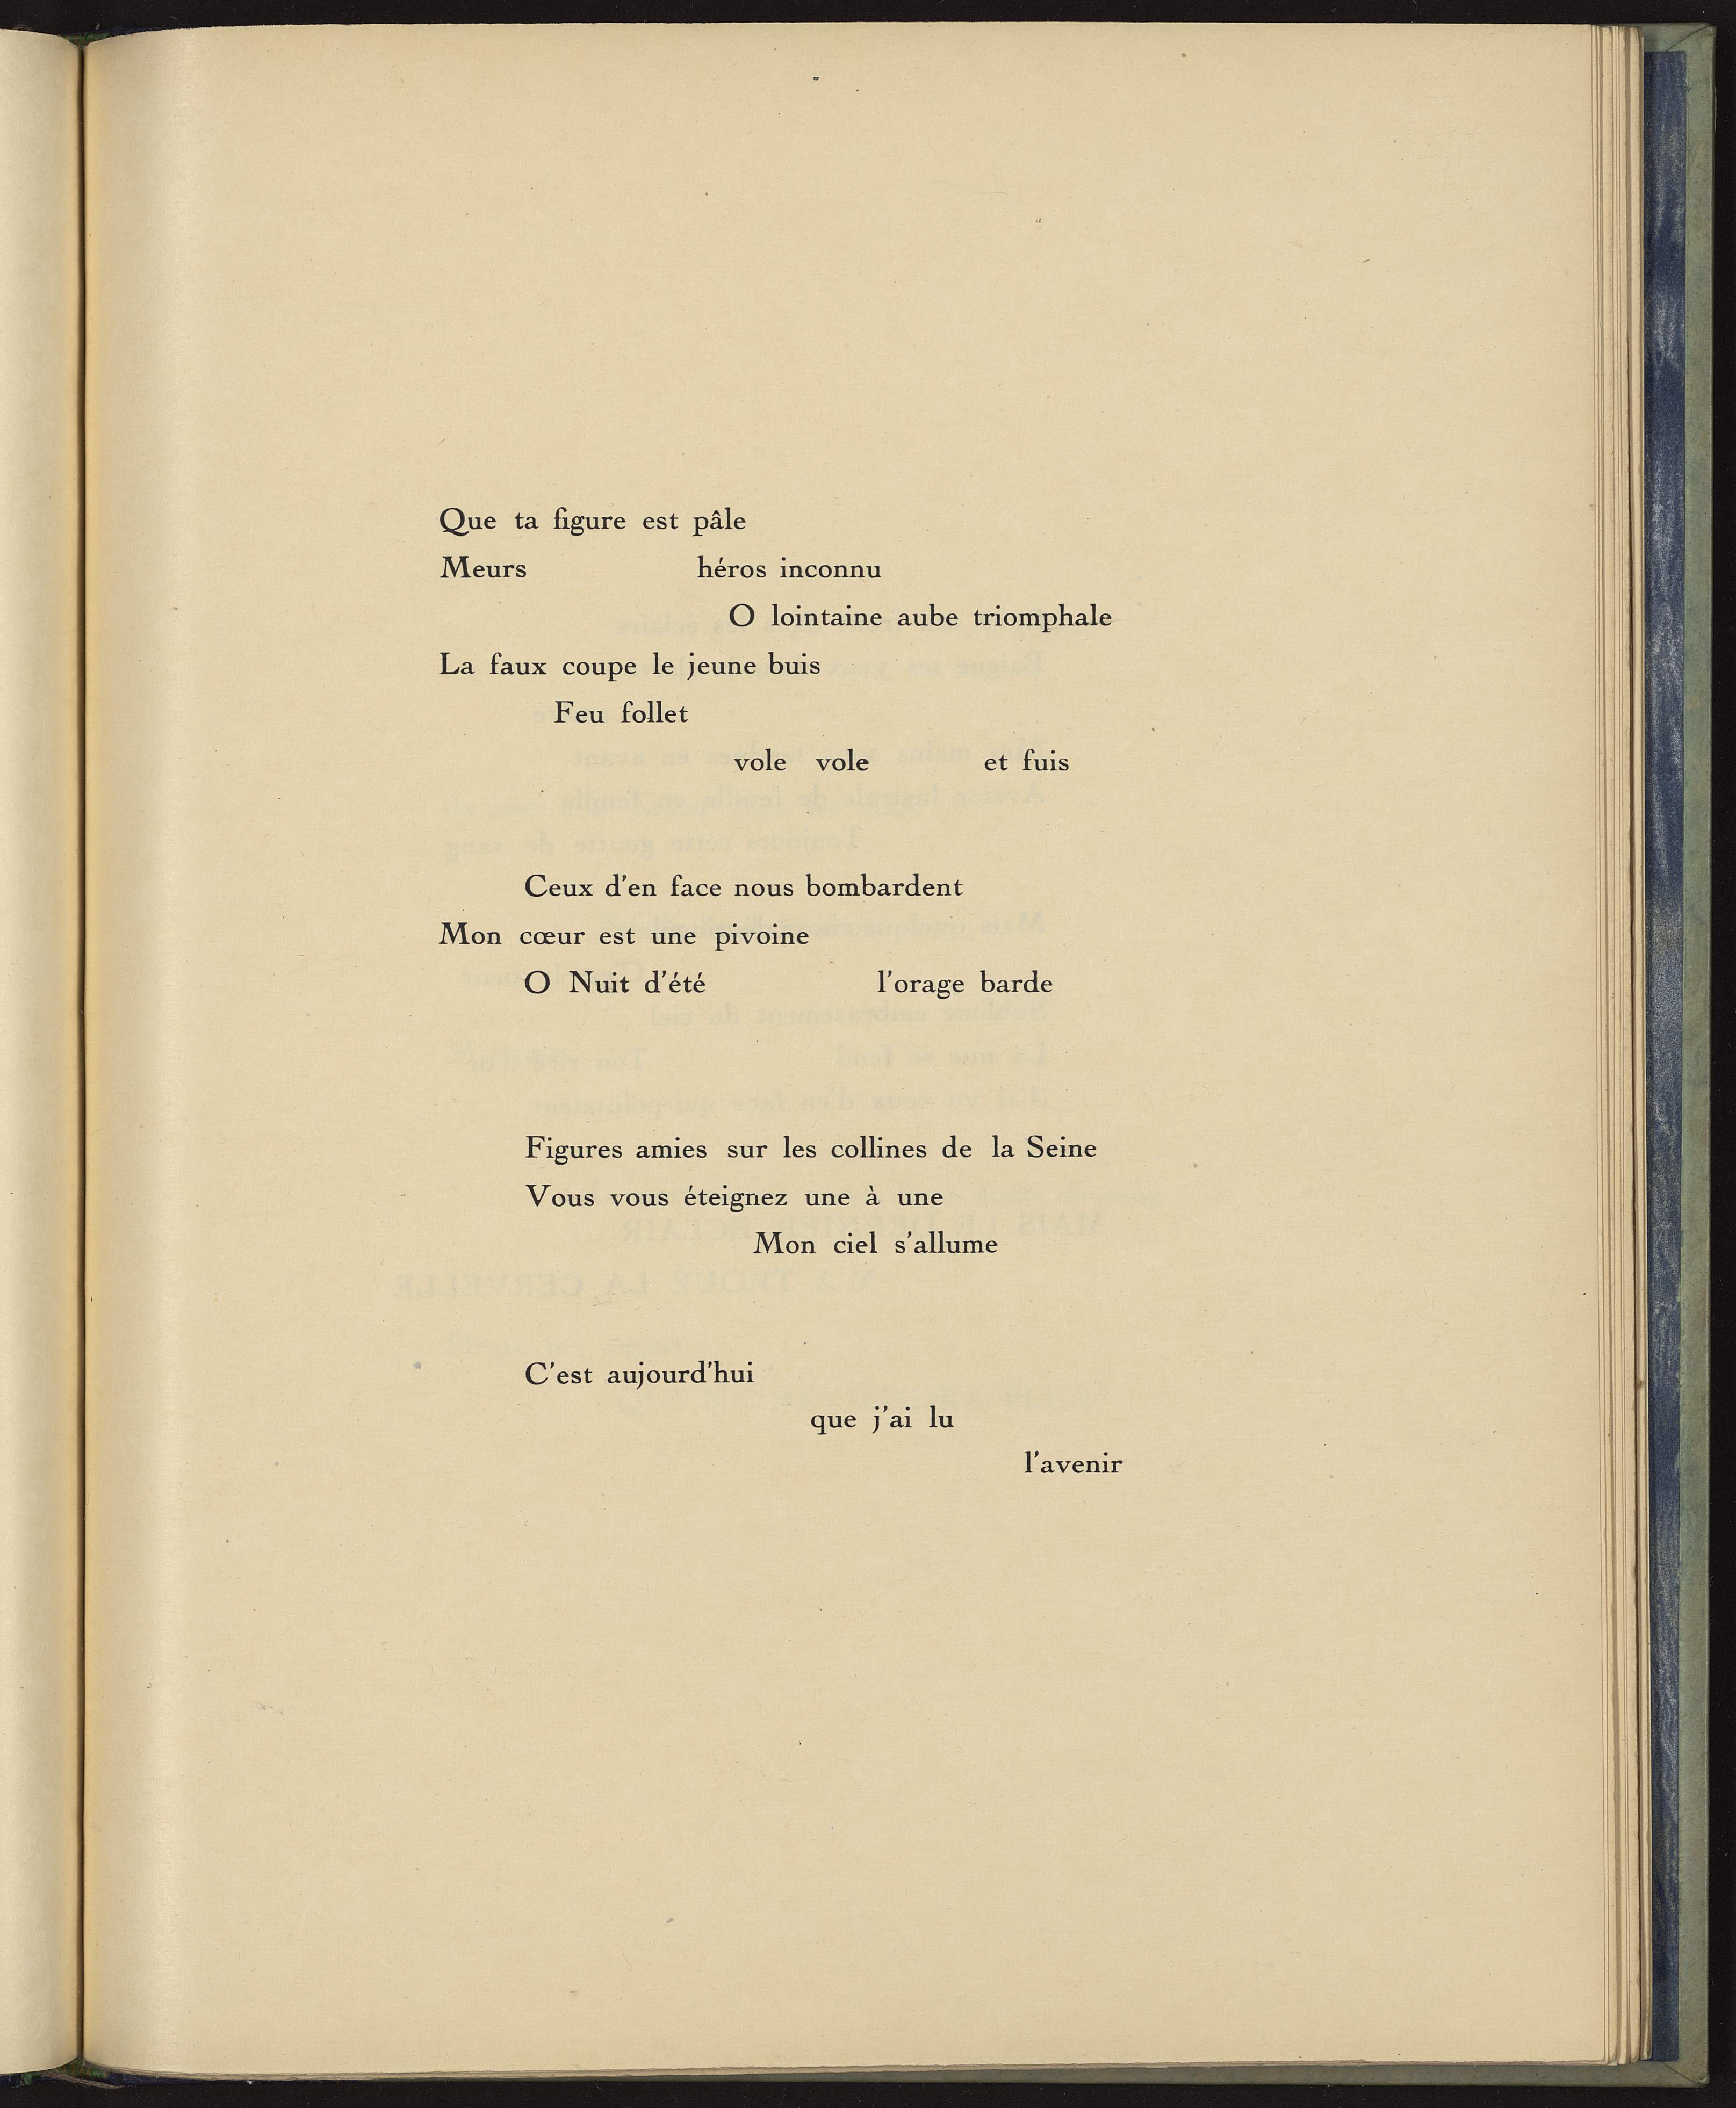 Que ta figure est pâle
Meurs héros inconnu
O lointaine aube triomphale
La faux coupe le jeune buis
Feu follet
vole vole et fuis
Ceux d'en face nous bombardent
Mon cœur est une pivoine
O Nuit d'été l'orage barde
Figures amies sur les collines de la Seine
Vous vous éteignez une à une
Mon ciel s'allume
C'est aujourd'hui
que j'ai lu
l'avenir